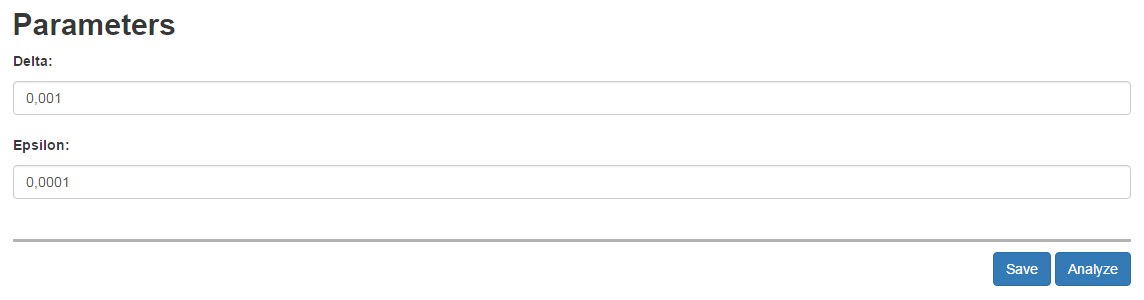 Parameters
Delta:
0,001
Epsilon:
0,0001
Save Analyze